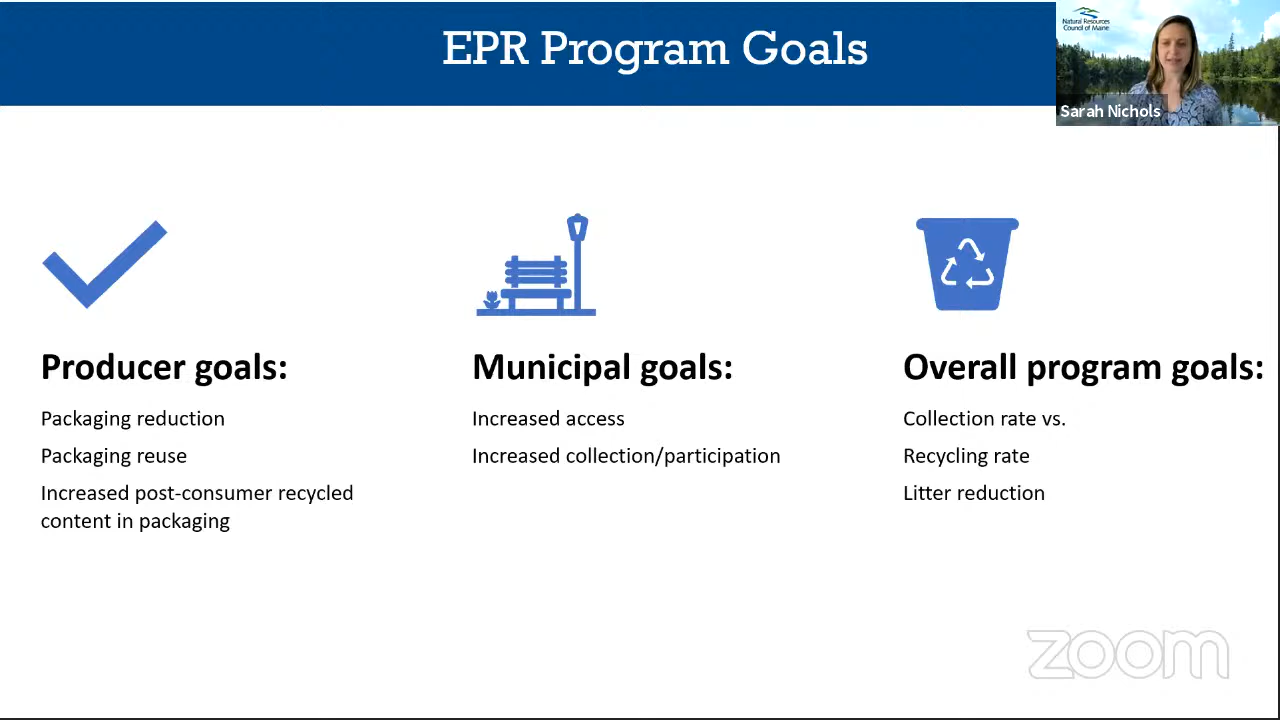 EPR Program Goals
Natural Resources
Council of Maine
Sarah Nichols
Producer goals:
Packaging reduction
Packaging reuse
Increased post-consumer recycled
content in packaging
Municipal goals:
Increased access
Increased collection/participation
Overall program goals:
Collection rate vs.
Recycling rate
Litter reduction
zoom